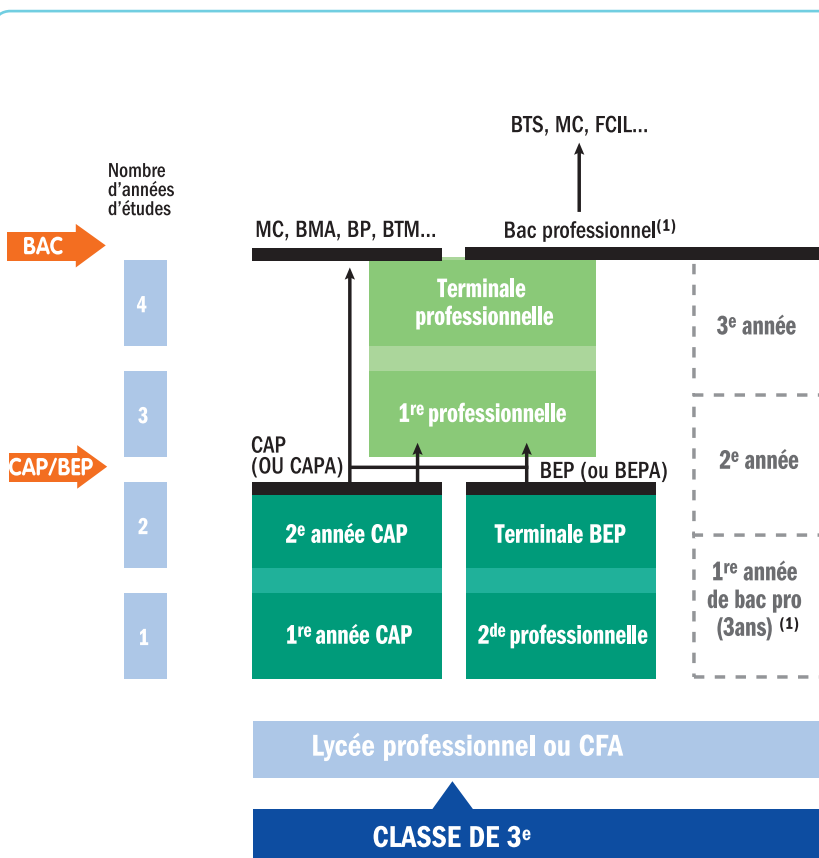 BTS, MC, FCIL...
Nombre
d'années
d'études
MC, BMA, BP, BTM...
Bac professionnel(1)
BAC
4
Terminale
professionnelle
3e année
3
1re professionnelle
CAP
(OU CAPA)
CAP/BEP
BEP (ou BEPA)
2e année
2
2e année CAP
Terminale BEP
1re année
de bac pro
(3ans) (1)
1
1re année CAP
2de professionnelle
Lycée professionnel ou CFA
CLASSE DE 3e